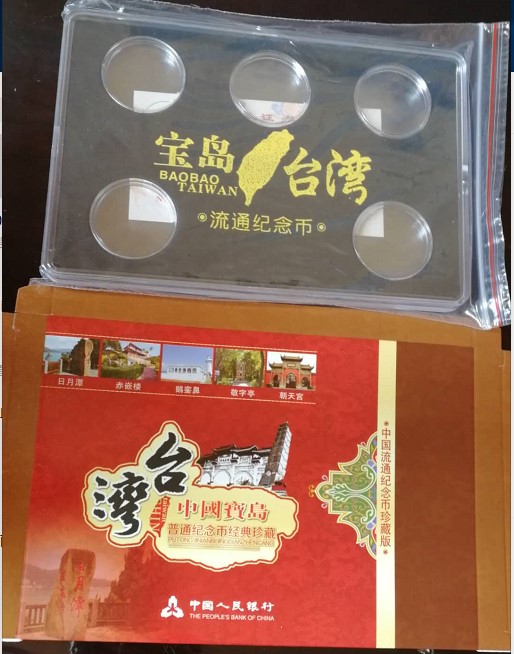 宝岛台湾
BAOBAO
TAIWAN
流通纪念币
日月潭
赤嵌楼
鹅銮鼻
敬字亭
朝天宫
台湾
中國寶島
普通纪念币经典珍藏
中国流通纪念币珍藏版
日月潭
中国人民银行
THE PEOPLE'S BANK OF CHINA